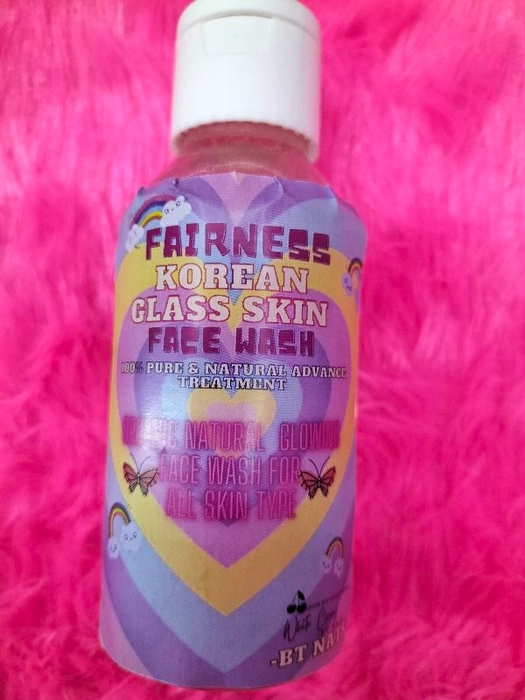 FAIRNESS
KOREAN
GLASS SKIN
FACE WASH
100% PURE & NATURAL ADVANCE
TREATMENT
NATURAL GLOWING
FACE WASH FOR
ALL SKIN TYPE
White
-BT